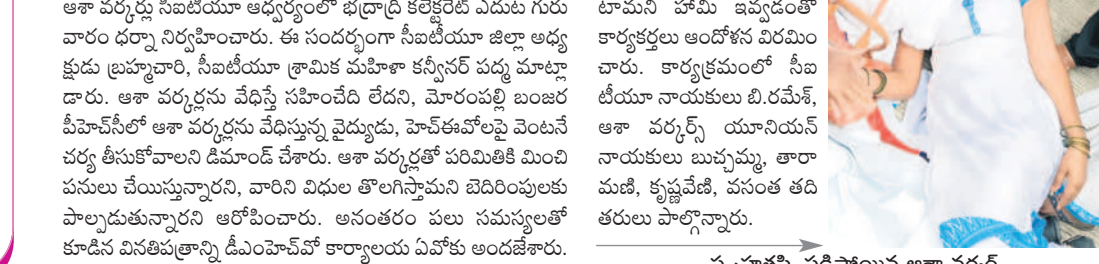 ఆశా వర్కర్లు సీఐటీయూ ఆధ్వర్యంలో భద్రాద్రి కలెక్టరేట్ ఎదుట గురు
వారం ధర్నా నిర్వహించారు. ఈ సందర్భంగా సీఐటీయూ జిల్లా అధ్య
క్షుడు బ్రహ్మచారి, సీఐటీయూ శ్రామిక మహిళా కన్వీనర్ పద్మ మాట్లా
డారు. ఆశా వర్కర్లను వేధిస్తే సహించేది లేదని, మోరంపల్లి బంజర
పీహెచ్‌సీలో ఆశా వర్కర్లను వేధిస్తున్న వైద్యుడు, హెచ్ఈవోలపై వెంటనే
చర్య తీసుకోవాలని డిమాండ్ చేశారు. ఆశా వర్కర్లతో పరిమితికి మించి
పనులు చేయిస్తున్నారని, వారిని విధుల తొలగిస్తామని బెదిరింపులకు
పాల్పడుతున్నారని ఆరోపించారు. అనంతరం పలు సమస్యలతో
కూడిన వినతిపత్రాన్ని డీఎంహెచ్‌వో కార్యాలయ ఏవోకు అందజేశారు.
టామని హామీ ఇవ్వడంతో
కార్యకర్తలు ఆందోళన విరమిం
చారు. కార్యక్రమంలో సీఐ
టీయూ నాయకులు బి.రమేశ్,
ఆశా వర్కర్స్ యూనియన్
నాయకులు బుచ్చమ్మ, తారా
మణి, కృష్ణవేణి, వసంత తది
తరులు పాల్గొన్నారు.